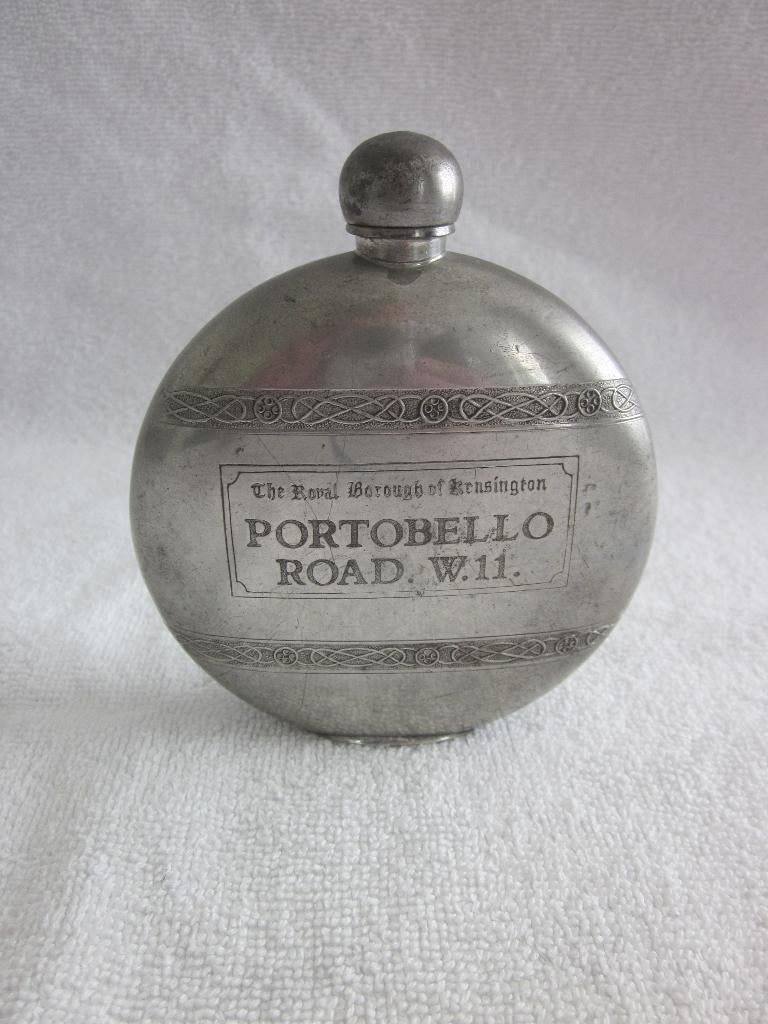 The Royal Borough of Kensington
PORTOBELLO
ROAD. W.11.